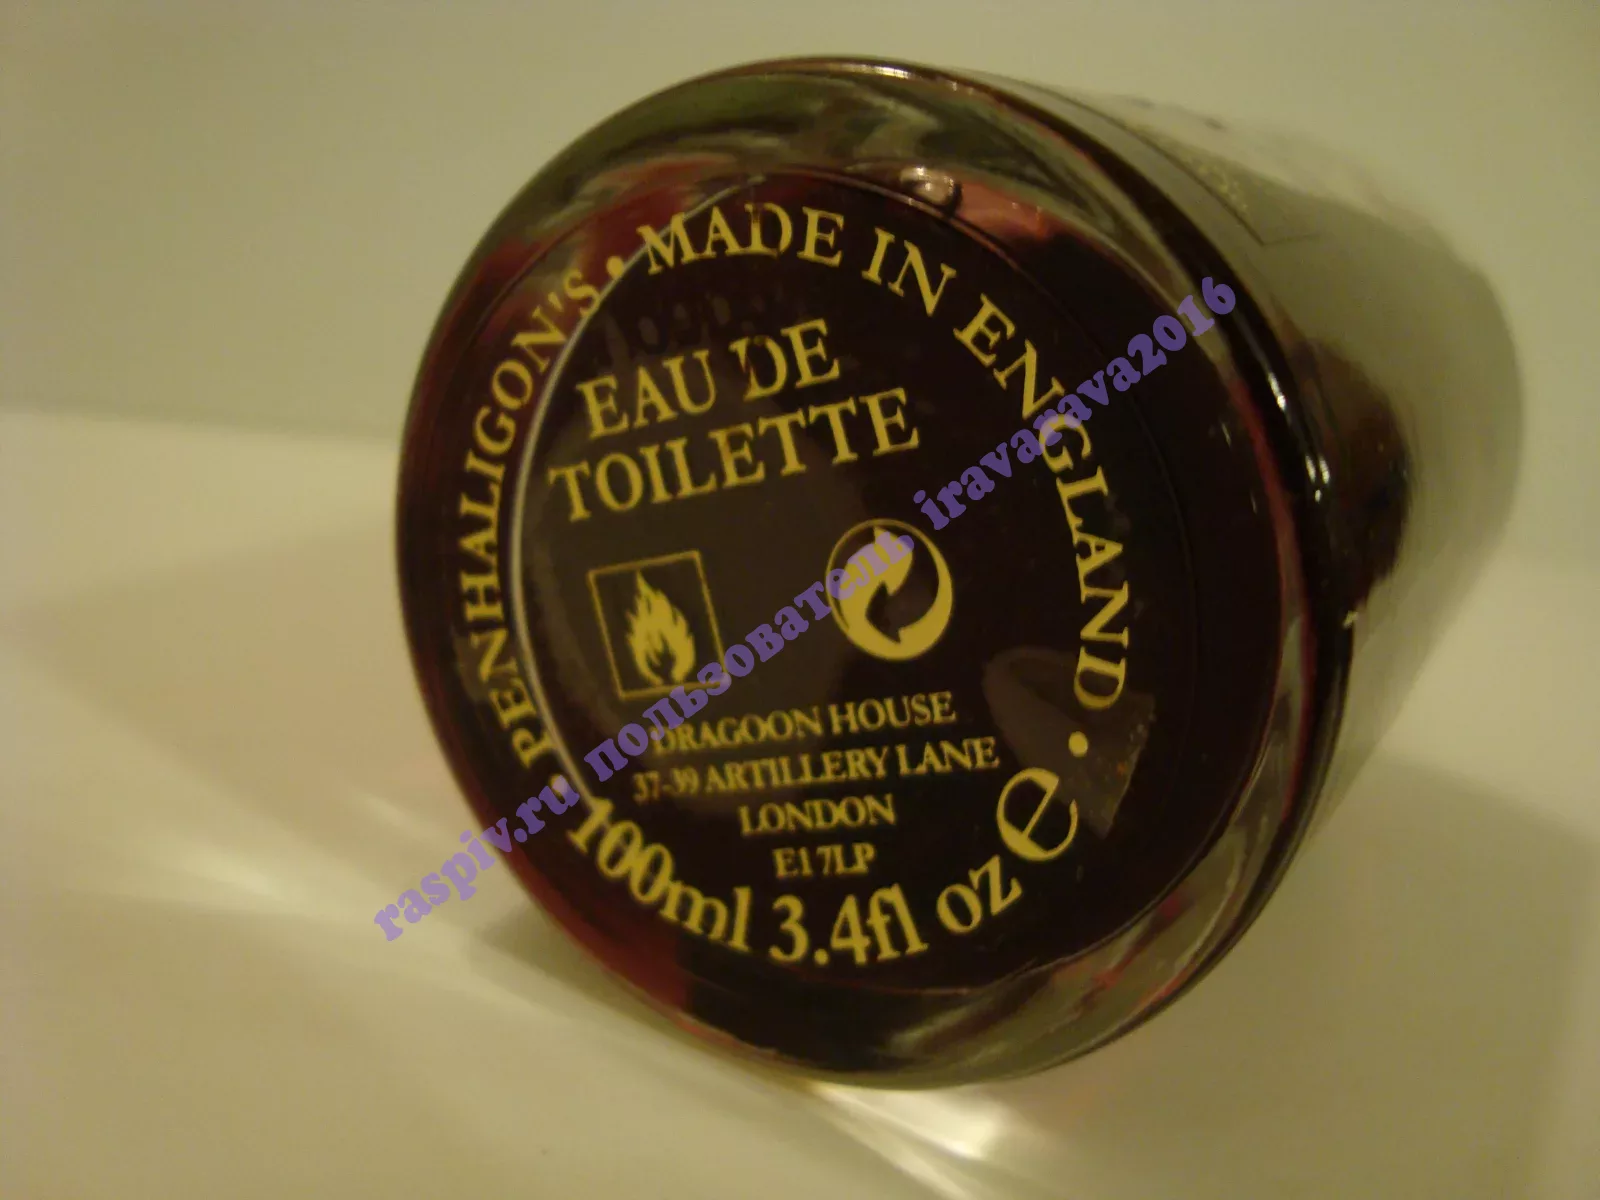 PENHALIGON'S • MADE IN ENGLAND •
EAU DE
TOILETTE
DRAGOON HOUSE
37-39 ARTILLERY LANE
LONDON
E1 7LP
100ml 3.4fl oz e
raspiv.ru пользователь iravarava2016